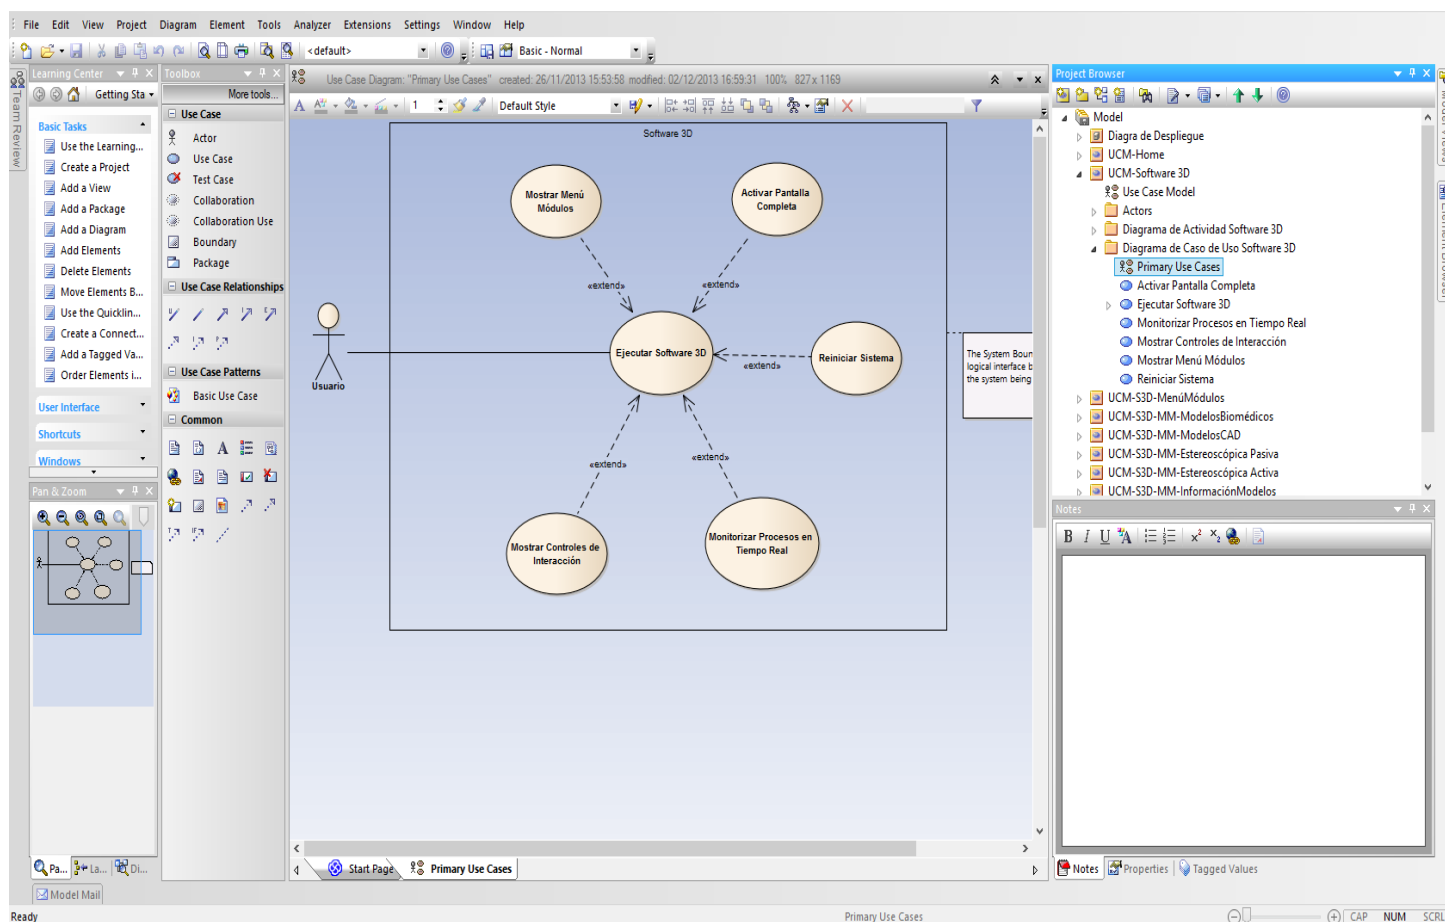 File Edit View Project Diagram Element Tools Analyzer Extensions Settings Window Help
<default>
Basic - Normal
Team Review
Learning Center
Getting Sta
Basic Tasks
Use the Learning...
Create a Project
Add a View
Add a Package
Add a Diagram
Add Elements
Delete Elements
Move Elements B...
Use the Quicklin...
Create a Connect...
Add a Tagged Va...
Order Elements i...
User Interface
Shortcuts
Windows
Pan & Zoom
Pa...
La...
Di...
Model Mail
Toolbox
More tools...
Use Case
Actor
Use Case
Test Case
Collaboration
Collaboration Use
Boundary
Package
Use Case Relationships
Use Case Patterns
Basic Use Case
Common
Use Case Diagram: "Primary Use Cases" created: 26/11/2013 15:53:58 modified: 02/12/2013 16:59:31 100% 827 x 1169
1
Default Style
Software 3D
Mostrar Menú
Módulos
Activar Pantalla
Completa
«extend»
«extend»
Usuario
Ejecutar Software 3D
«extend»
Reiniciar Sistema
The System Boun
logical interface b
the system being
«extend»
«extend»
Mostrar Controles de
Interacción
Monitorizar Procesos en
Tiempo Real
Start Page
Primary Use Cases
Project Browser
Model
Diagra de Despliegue
UCM-Home
UCM-Software 3D
Use Case Model
Actors
Diagrama de Actividad Software 3D
Diagrama de Caso de Uso Software 3D
Primary Use Cases
Activar Pantalla Completa
Ejecutar Software 3D
Monitorizar Procesos en Tiempo Real
Mostrar Controles de Interacción
Mostrar Menú Módulos
Reiniciar Sistema
UCM-S3D-MenúMódulos
UCM-S3D-MM-ModelosBiomédicos
UCM-S3D-MM-ModelosCAD
UCM-S3D-MM-Estereoscópica Pasiva
UCM-S3D-MM-Estereoscópica Activa
UCM-S3D-MM-InformaciónModelos
Notes
B I U
Notes
Properties
Tagged Values
Ready
Primary Use Cases
CAP NUM SCRL